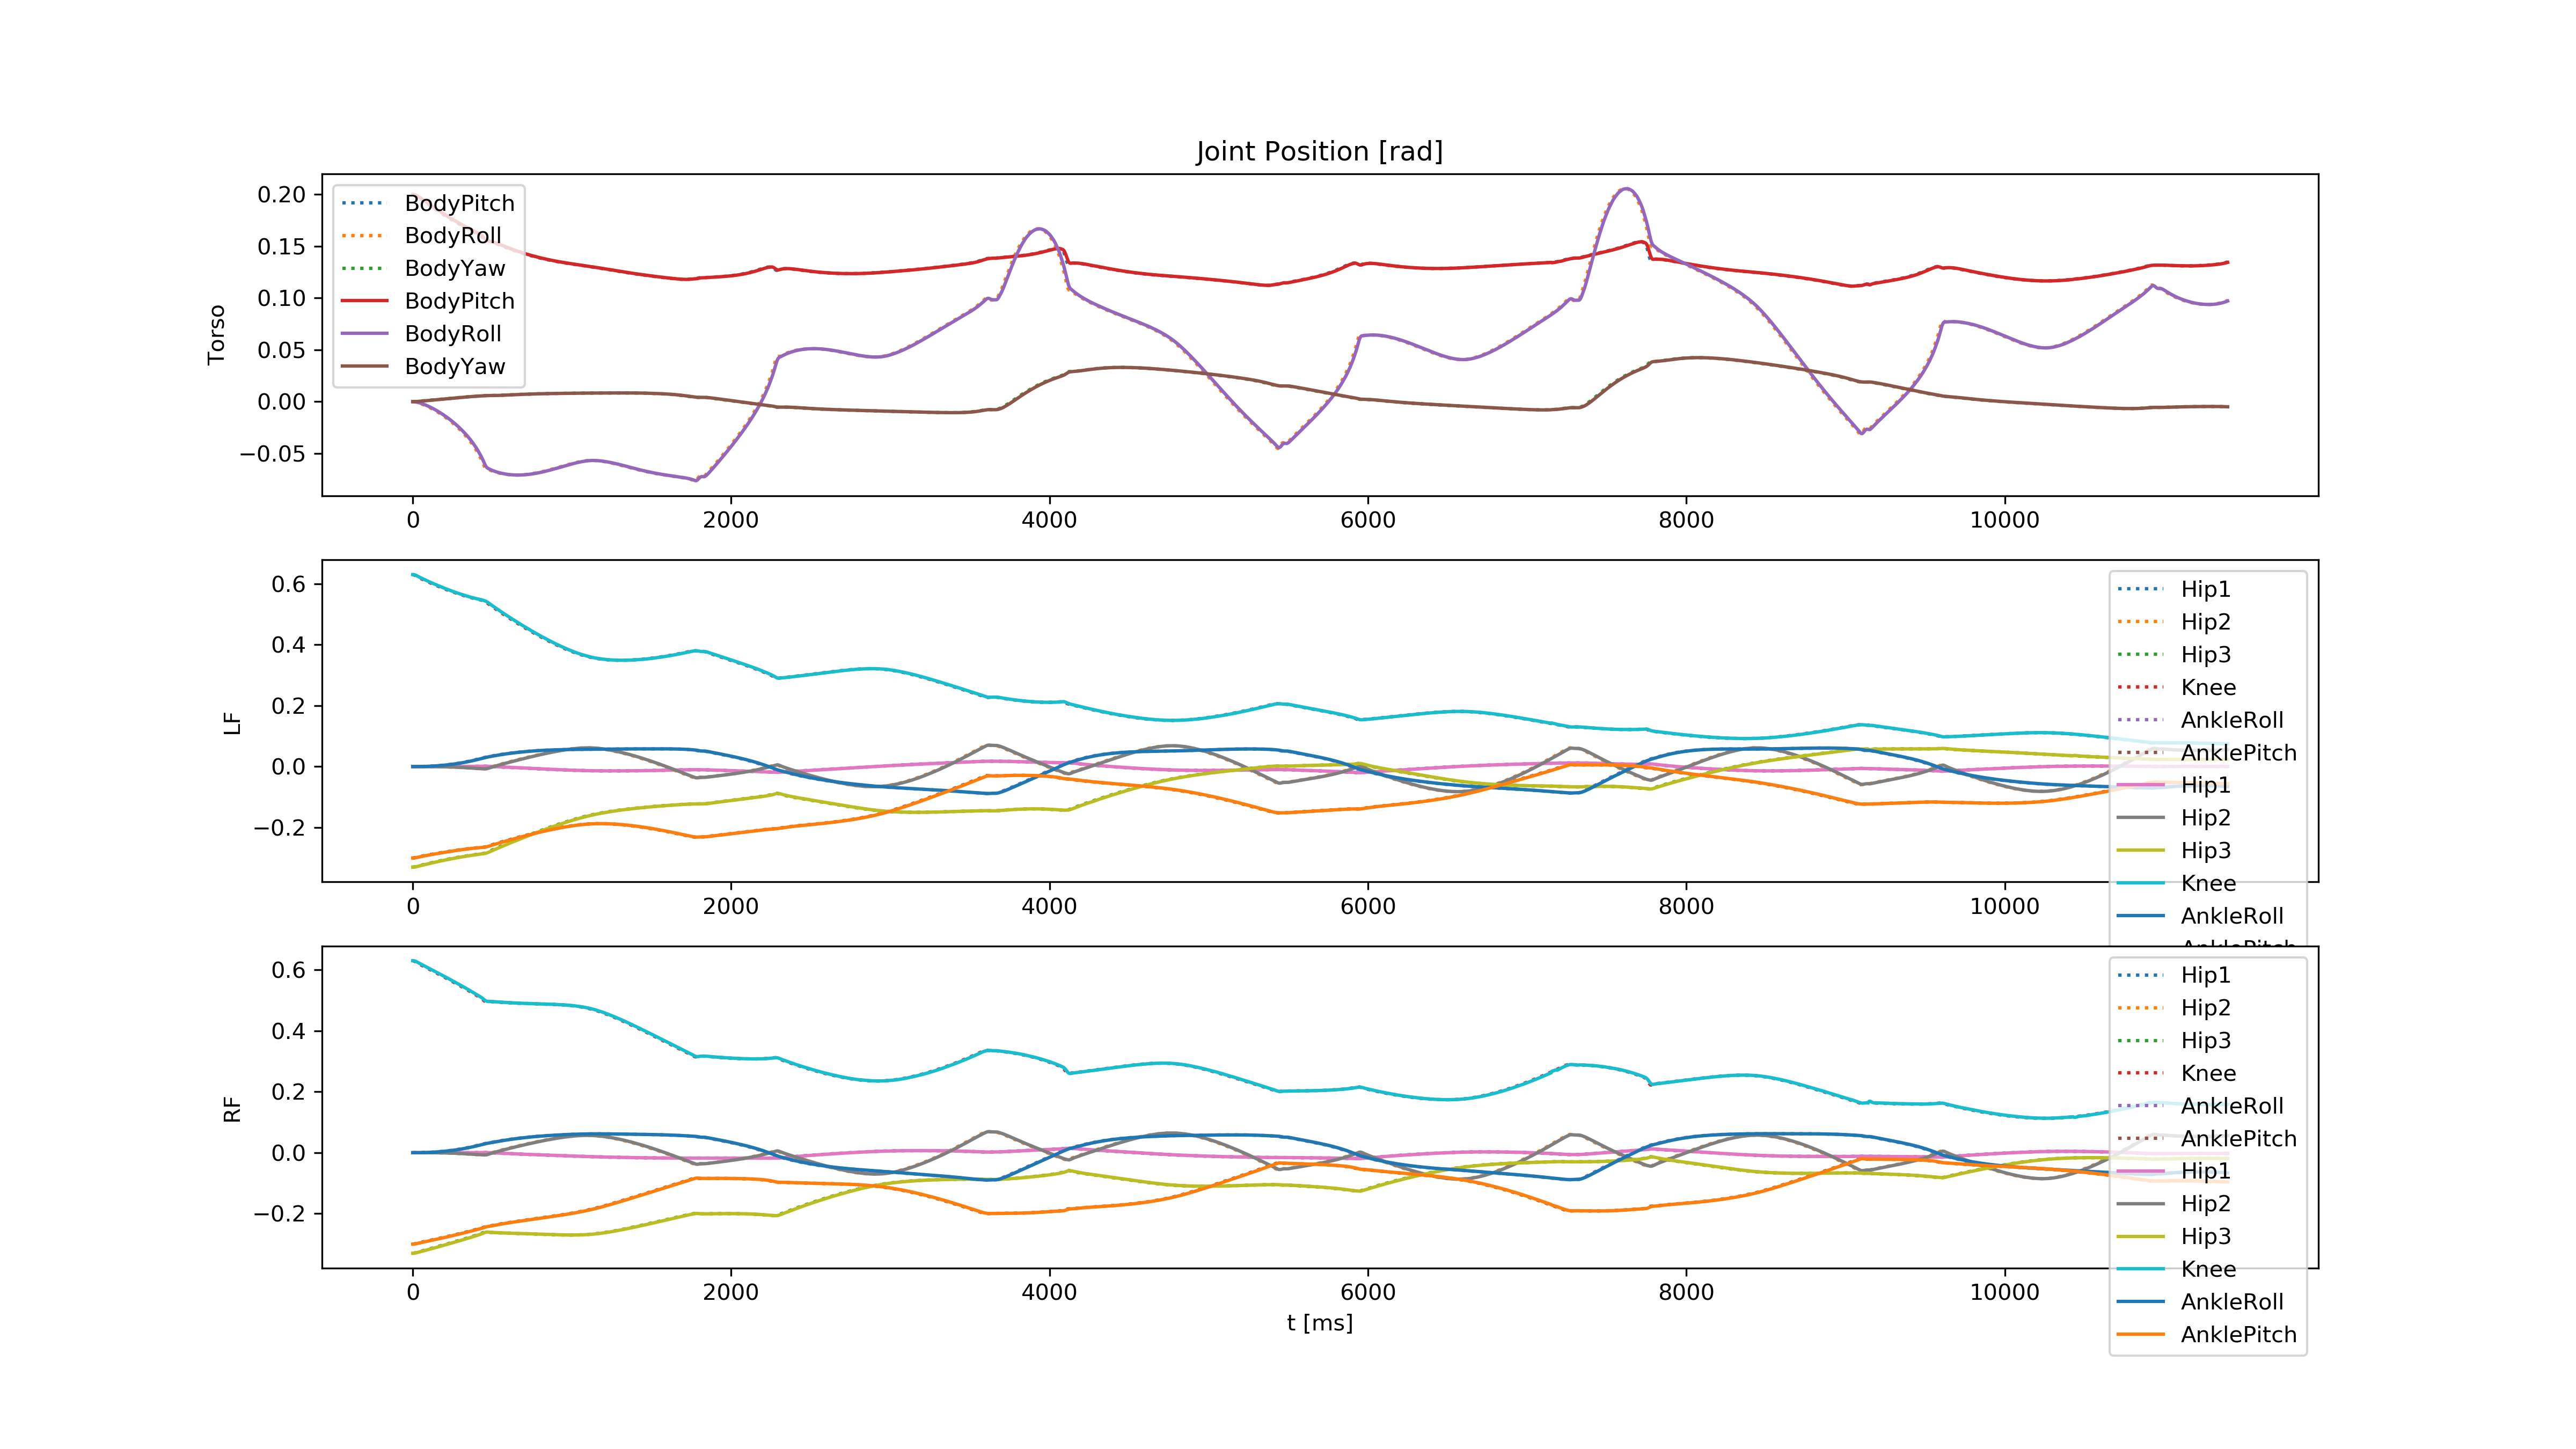 Joint Position [rad]
0.20
0.15
0.10
0.05
0.00
−0.05
Torso
BodyPitch
BodyRoll
BodyYaw
BodyPitch
BodyRoll
BodyYaw
0 2000 4000 6000 8000 10000
0.6
0.4
0.2
0.0
−0.2
LF
Hip1
Hip2
Hip3
Knee
AnkleRoll
AnklePitch
Hip1
Hip2
Hip3
Knee
AnkleRoll
AnklePitch
0 2000 4000 6000 8000 10000
0.6
0.4
0.2
0.0
−0.2
RF
Hip1
Hip2
Hip3
Knee
AnkleRoll
AnklePitch
Hip1
Hip2
Hip3
Knee
AnkleRoll
AnklePitch
0 2000 4000 6000 8000 10000
t [ms]